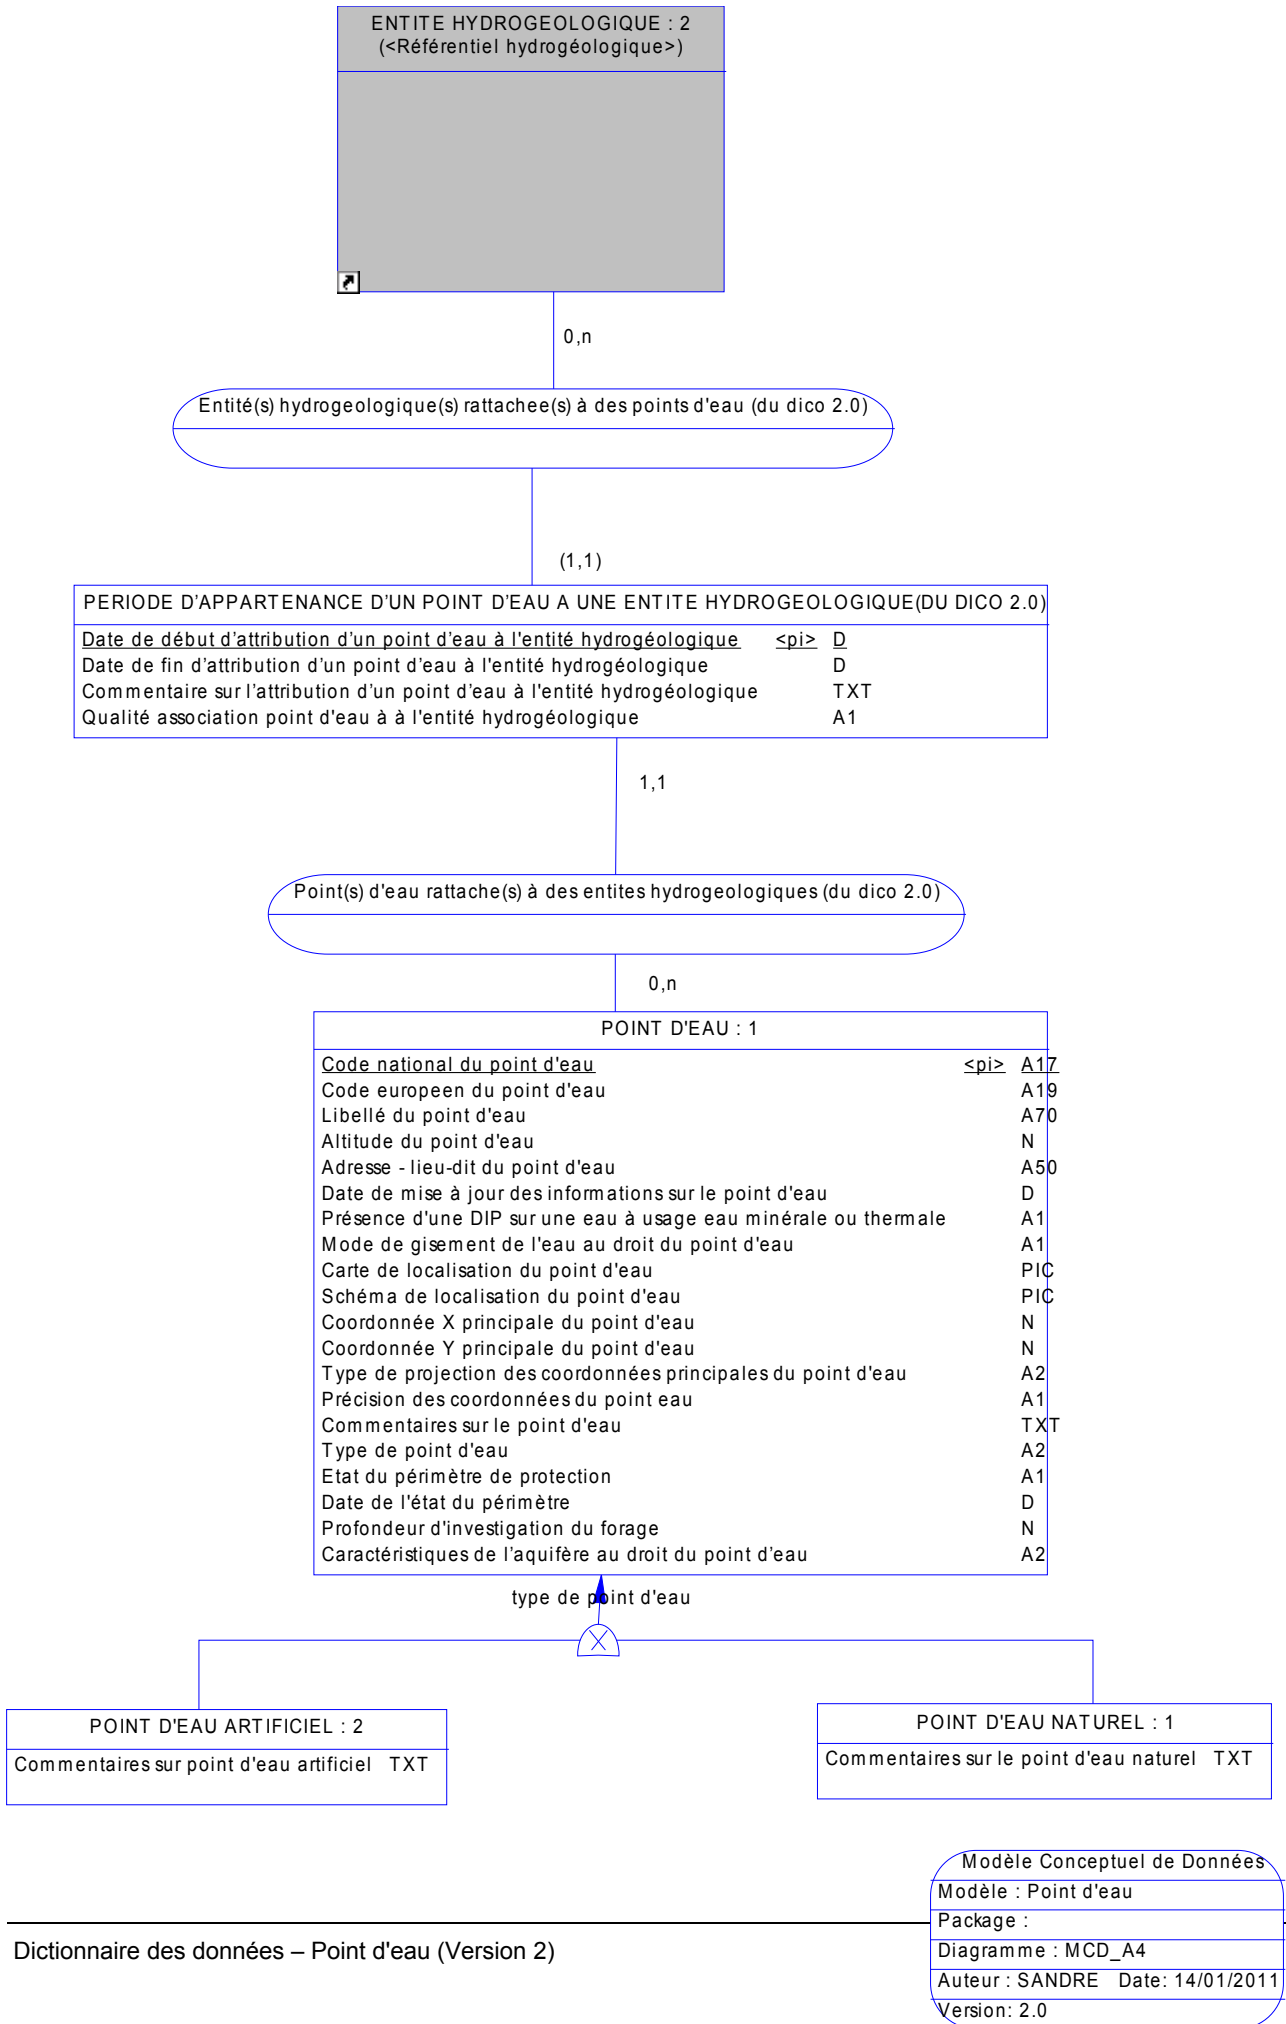 ENTITE HYDROGEOLOGIQUE : 2
(<Référentiel hydrogéologique>)
0,n
Entité(s) hydrogeologique(s) rattachee(s) à des points d'eau (du dico 2.0)
(1,1)
PERIODE D'APPARTENANCE D'UN POINT D'EAU A UNE ENTITE HYDROGEOLOGIQUE(DU DICO 2.0)
Date de début d'attribution d'un point d'eau à l'entité hydrogéologique <pi> D
Date de fin d'attribution d'un point d'eau à l'entité hydrogéologique D
Commentaire sur l'attribution d'un point d'eau à l'entité hydrogéologique TXT
Qualité association point d'eau à à l'entité hydrogéologique A1
1,1
Point(s) d'eau rattache(s) à des entites hydrogeologiques (du dico 2.0)
0,n
POINT D'EAU : 1
Code national du point d'eau <pi> A17
Code europeen du point d'eau A19
Libellé du point d'eau A70
Altitude du point d'eau N
Adresse - lieu-dit du point d'eau A50
Date de mise à jour des informations sur le point d'eau D
Présence d'une DIP sur une eau à usage eau minérale ou thermale A1
Mode de gisement de l'eau au droit du point d'eau A1
Carte de localisation du point d'eau PIC
Schéma de localisation du point d'eau PIC
Coordonnée X principale du point d'eau N
Coordonnée Y principale du point d'eau N
Type de projection des coordonnées principales du point d'eau A2
Précision des coordonnées du point eau A1
Commentaires sur le point d'eau TXT
Type de point d'eau A2
Etat du périmètre de protection A1
Date de l'état du périmètre D
Profondeur d'investigation du forage N
Caractéristiques de l'aquifère au droit du point d'eau A2
type de point d'eau
POINT D'EAU ARTIFICIEL : 2
Commentaires sur point d'eau artificiel TXT
POINT D'EAU NATUREL : 1
Commentaires sur le point d'eau naturel TXT
Modèle Conceptuel de Données
Modèle : Point d'eau
Package :
Diagramme : MCD_A4
Auteur : SANDRE Date: 14/01/2011
Version: 2.0
Dictionnaire des données – Point d'eau (Version 2)